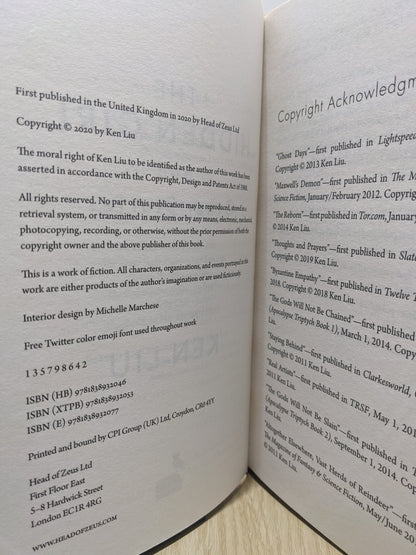 First published in the United Kingdom in 2020 by Head of Zeus Ltd
Copyright © 2020 by Ken Liu
The moral right of Ken Liu to be identified as the author of this work has been
asserted in accordance with the Copyright, Design and Patents Act of 1988.
All rights reserved. No part of this publication may be reproduced, stored in a
retrieval system, or transmitted in any form or by any means, electronic, mechanical,
photocopying, recording, or otherwise, without the prior permission of both the
copyright owner and the above publisher of this book.
This is a work of fiction. All characters, organizations, and events portrayed in this
work are either products of the author's imagination or are used fictitiously.
Interior design by Michelle Marchese
Free Twitter color emoji font used throughout work
1 3 5 7 9 8 6 4 2
ISBN (HB) 9781838932046
ISBN (XTPB) 9781838932053
ISBN (E) 9781838932077
Printed and bound by CPI Group (UK) Ltd, Croydon, CR0 4YY
Head of Zeus Ltd
First Floor East
5–8 Hardwick Street
London EC1R 4RG
WWW.HEADOFZEUS.COM
Copyright Acknowledgm
"Ghost Days"—first published in Lightspeed
Copyright © 2013 Ken Liu.
"Maxwell's Demon"—first published in The M
Science Fiction, January/February 2012. Copyrig
"The Reborn"—first published in Tor.com, January
© 2014 Ken Liu.
"Thoughts and Prayers"—first published in Slate
Copyright © 2019 Ken Liu.
"Byzantine Empathy"—first published in Twelve T
2018. Copyright © 2018 Ken Liu.
"The Gods Will Not Be Chained"—first published
(Apocalypse Triptych Book 1), March 1, 2014. Copy
"Staying Behind"—first published in Clarkesworld, O
© 2011 Ken Liu.
"Real Artists"—first published in TRSF, May 1, 201
2011 Ken Liu.
"The Gods Will Not Be Slain"—first published in T
(Apocalypse Triptych Book 2), September 1, 2014. Cop
"Altogether Elsewhere, Vast Herds of Reindeer"—first
The Magazine of Fantasy & Science Fiction, May/June 20
© 2011 Ken Liu.